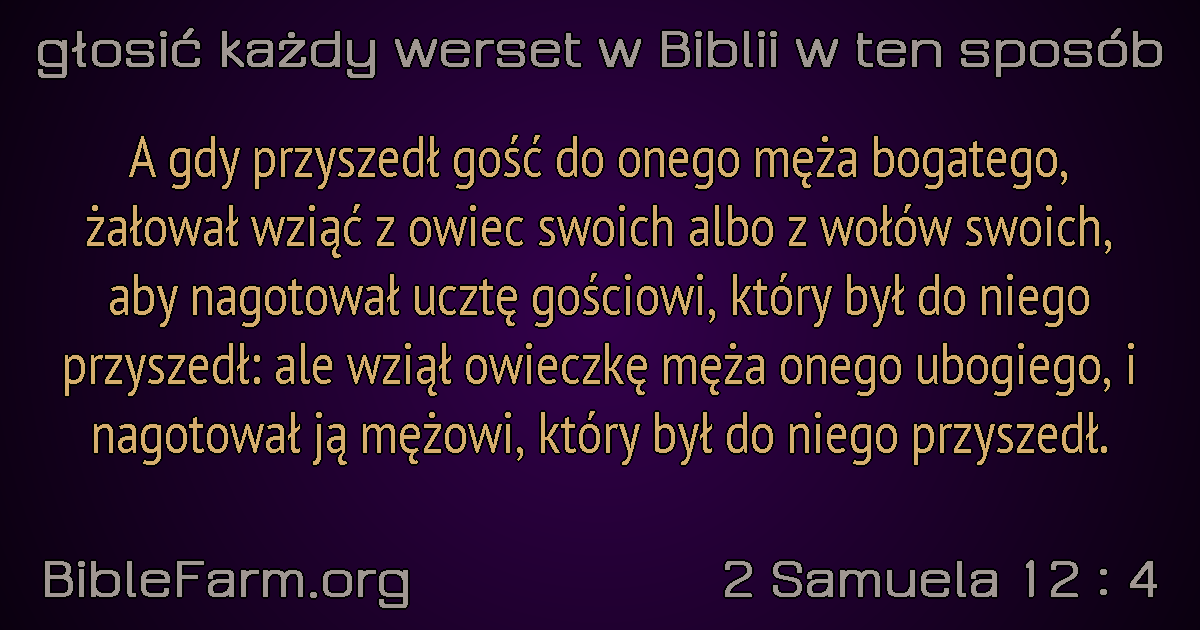 głosić każdy werset w Biblii w ten sposób
A gdy przyszedł gość do onego męża bogatego,
żałował wziąć z owiec swoich albo z wołów swoich,
aby nagotował ucztę gościowi, który był do niego
przyszedł: ale wziął owieczkę męża onego ubogiego, i
nagotował ją mężowi, który był do niego przyszedł.
BibleFarm.org
2 Samuela 12 : 4